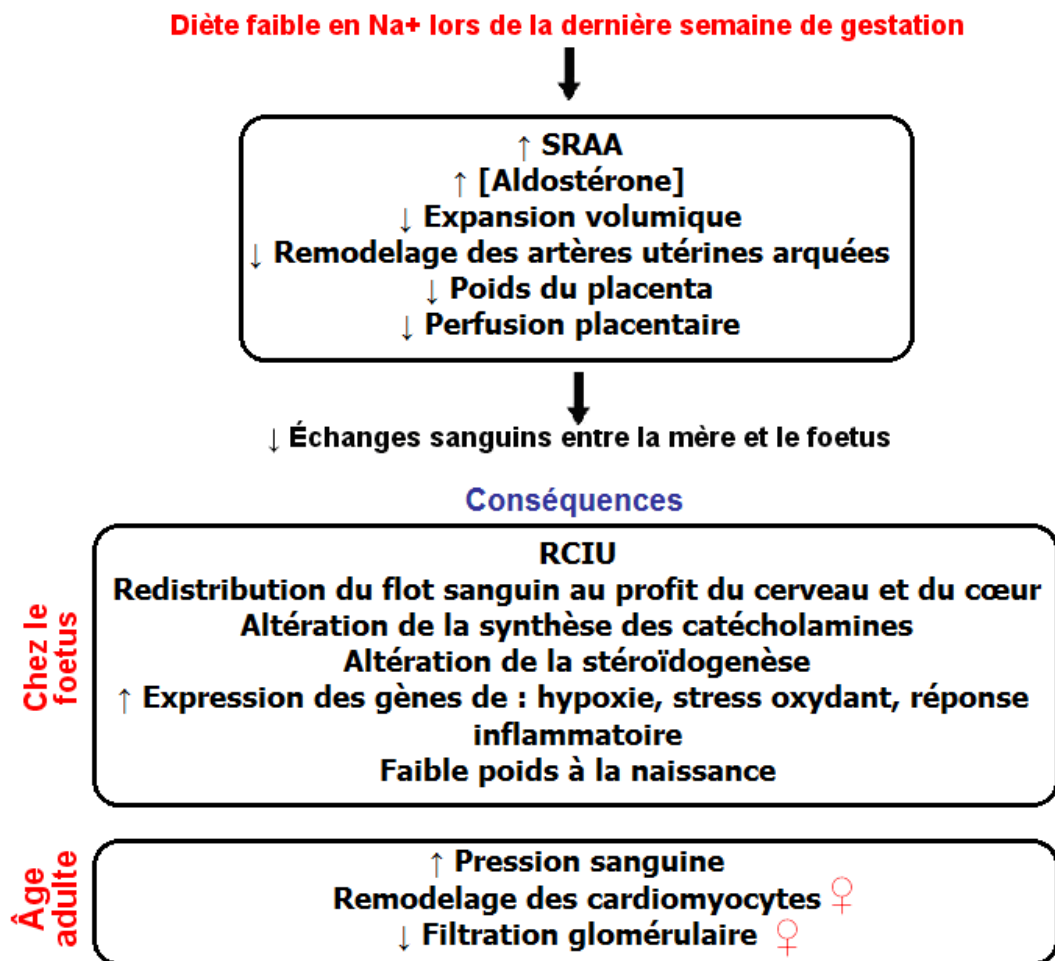 Diète faible en Na+ lors de la dernière semaine de gestation
↑ SRAA
↑ [Aldostérone]
↓ Expansion volumique
↓ Remodelage des artères utérines arquées
↓ Poids du placenta
↓ Perfusion placentaire
↓ Échanges sanguins entre la mère et le foetus
Conséquences
Chez le
foetus
RCIU
Redistribution du flot sanguin au profit du cerveau et du cœur
Altération de la synthèse des catécholamines
Altération de la stéroïdogenèse
↑ Expression des gènes de : hypoxie, stress oxydant, réponse
inflammatoire
Faible poids à la naissance
Âge
adulte
↑ Pression sanguine
Remodelage des cardiomyocytes ♀
↓ Filtration glomérulaire ♀